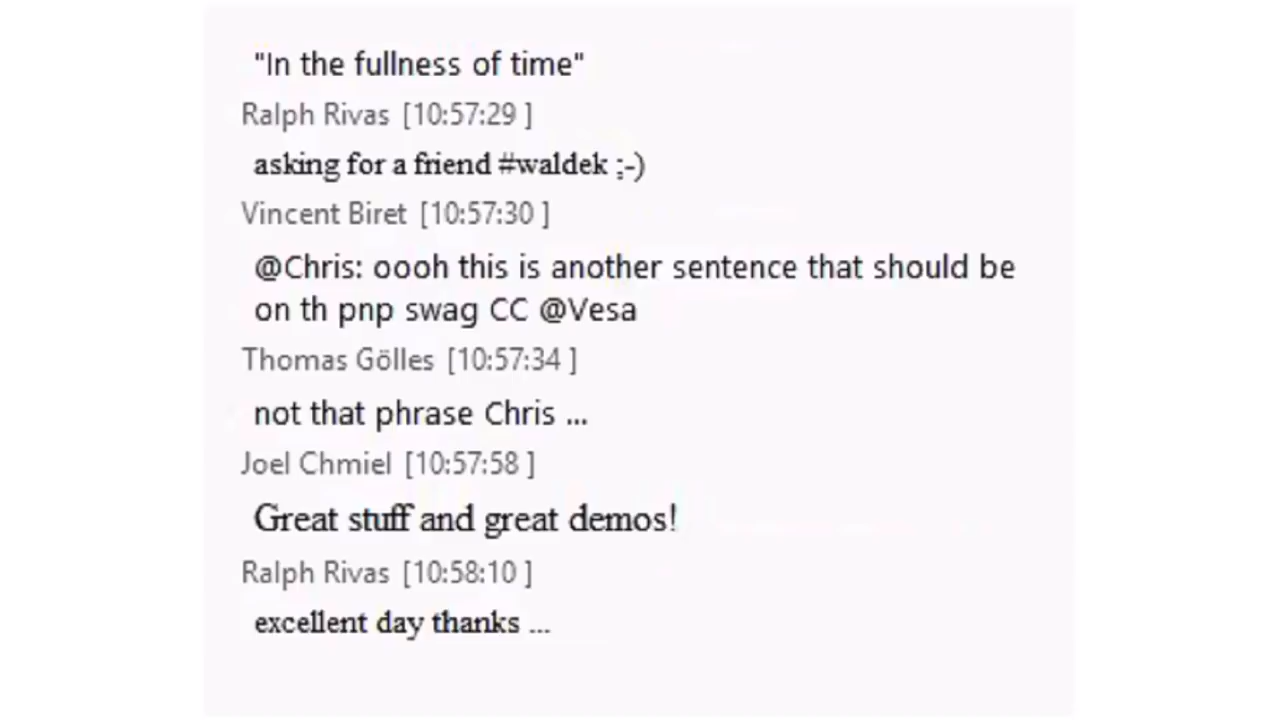 "In the fullness of time"
Ralph Rivas [10:57:29 ]
asking for a friend #waldek ;-)
Vincent Biret [10:57:30 ]
@Chris: oooh this is another sentence that should be
on th pnp swag CC @Vesa
Thomas Gölles [10:57:34 ]
not that phrase Chris ...
Joel Chmiel [10:57:58 ]
Great stuff and great demos!
Ralph Rivas [10:58:10 ]
excellent day thanks ...